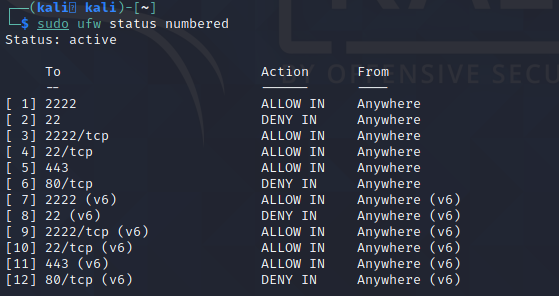 ┌──(kali㉿kali)-[~]
└─$ sudo ufw status numbered
Status: active

     To                         Action      From
     --                         ------      ----
[ 1] 2222                       ALLOW IN    Anywhere
[ 2] 22                         DENY IN     Anywhere
[ 3] 2222/tcp                   ALLOW IN    Anywhere
[ 4] 22/tcp                     ALLOW IN    Anywhere
[ 5] 443                        ALLOW IN    Anywhere
[ 6] 80/tcp                     DENY IN     Anywhere
[ 7] 2222 (v6)                  ALLOW IN    Anywhere (v6)
[ 8] 22 (v6)                    DENY IN     Anywhere (v6)
[ 9] 2222/tcp (v6)              ALLOW IN    Anywhere (v6)
[10] 22/tcp (v6)                ALLOW IN    Anywhere (v6)
[11] 443 (v6)                   ALLOW IN    Anywhere (v6)
[12] 80/tcp (v6)                DENY IN     Anywhere (v6)
BY OFFENSIVE SECU